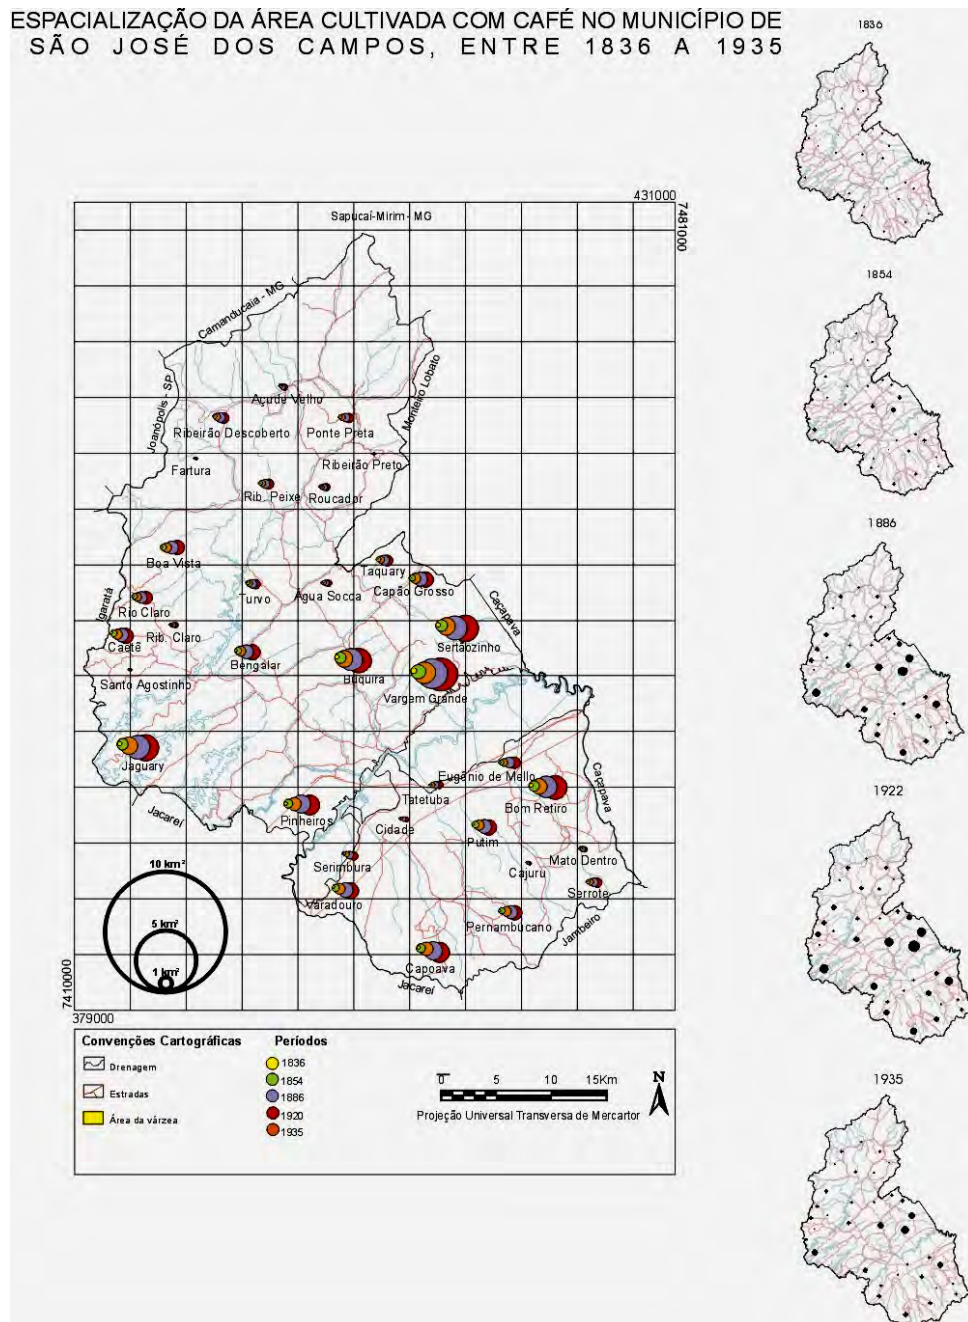 ESPACIALIZAÇÃO DA ÁREA CULTIVADA COM CAFÉ NO MUNICÍPIO DE
SÃO JOSÉ DOS CAMPOS, ENTRE 1836 A 1935
1836
431000
7481000
Sapucaí-Mirim - MG
Camanducaia - MG
1854
Joanópolis - SP
Monteiro Lobato
Açude Velho
Ribeirão Descoberto
Ponte Preta
Fartura
Ribeirão Preto
Rib. Peixe
Roucador
1886
Boa Vista
Taquary
Capão Grosso
Turvo
Água Socca
Caçapava
Igaratá
Rio Claro
Rib. Claro
Caetê
Sertãozinho
Bengalar
Buquira
Santo Agostinho
Vargem Grande
Jaguary
Eugênio de Mello
Caçapava
Tatetuba
Bom Retiro
1922
Jacareí
Pinheiros
Cidade
Putim
Mato Dentro
Serimbura
Cajuru
10 km²
Serrote
Varadouro
5 km²
Pernambucano
Jambeiro
1 km²
Capoava
Jacareí
7410000
379000
Convenções Cartográficas
Períodos
Drenagem
Estradas
Área da várzea
1836
1854
1886
1920
1935
0 5 10 15Km
N
Projeção Universal Transversa de Mercartor
1935